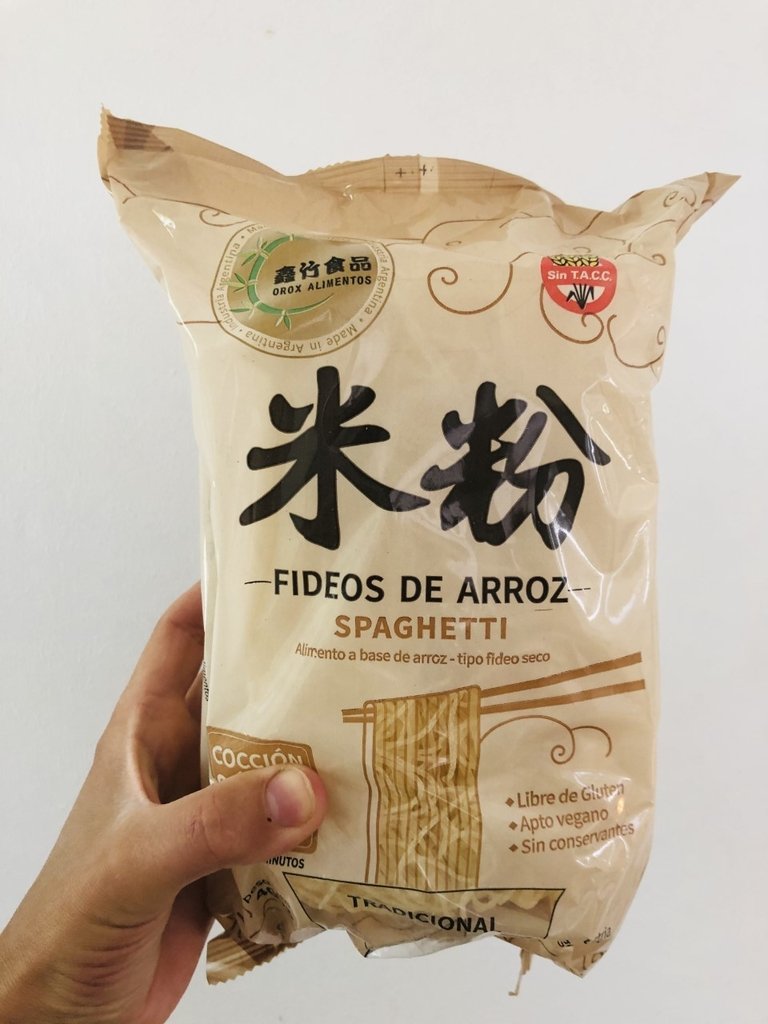 鑫竹食品
OROX ALIMENTOS
Industria Argentina • Made in Argentina •
Sin T.A.C.C.
米粉
FIDEOS DE ARROZ
SPAGHETTI
Alimento a base de arroz - tipo fideo seco
COCCIÓN
MINUTOS
Libre de Gluten
Apto vegano
Sin conservantes
TRADICIONAL